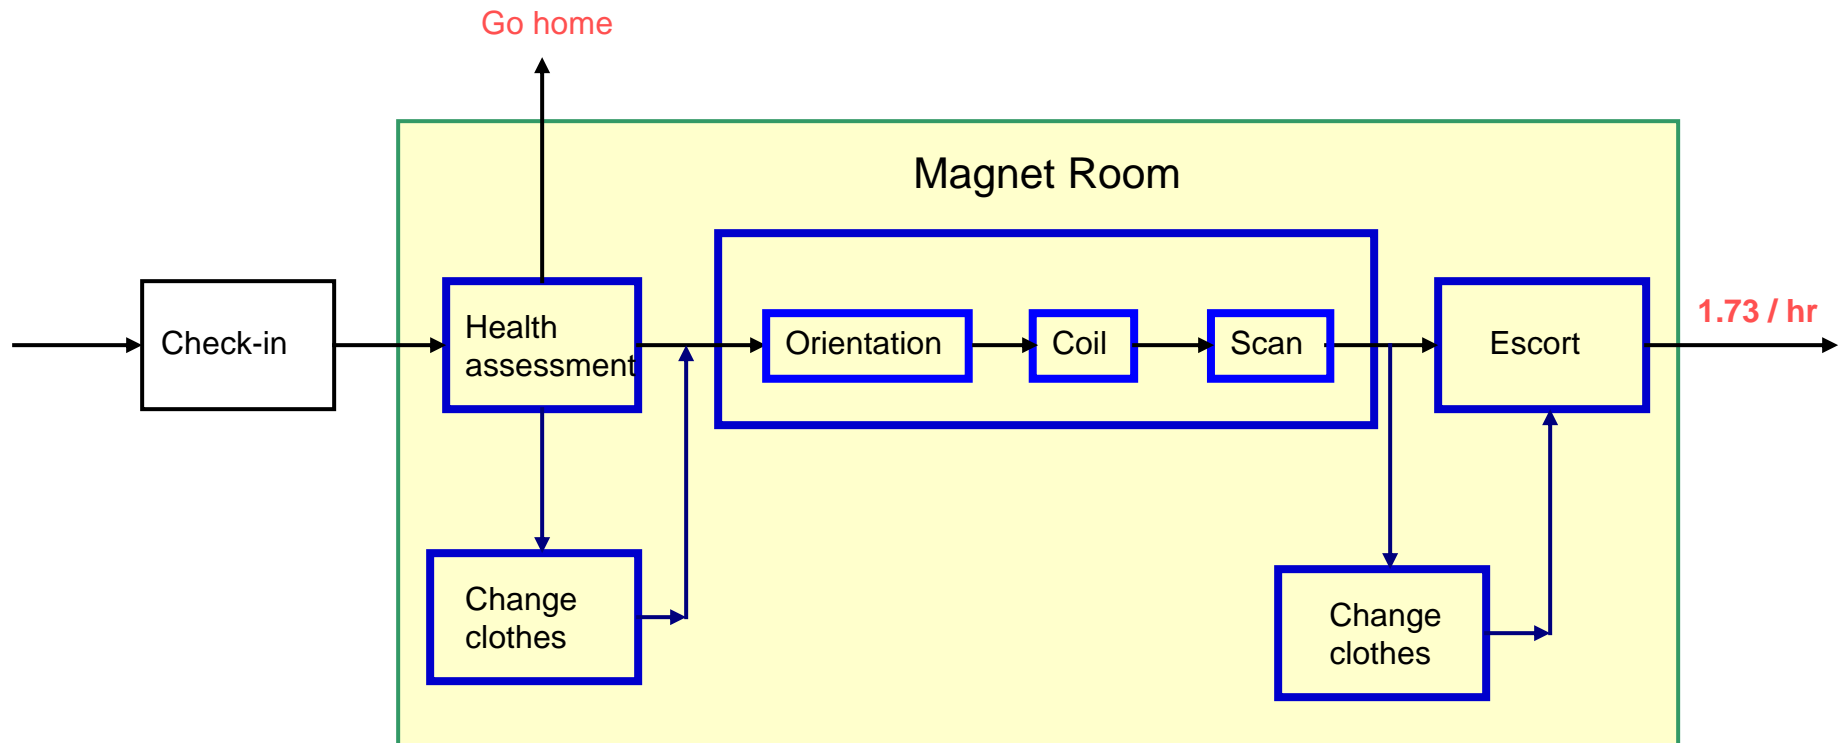 Go home
Magnet Room
Check-in
Health
assessment
Orientation
Coil
Scan
Escort
1.73 / hr
Change
clothes
Change
clothes